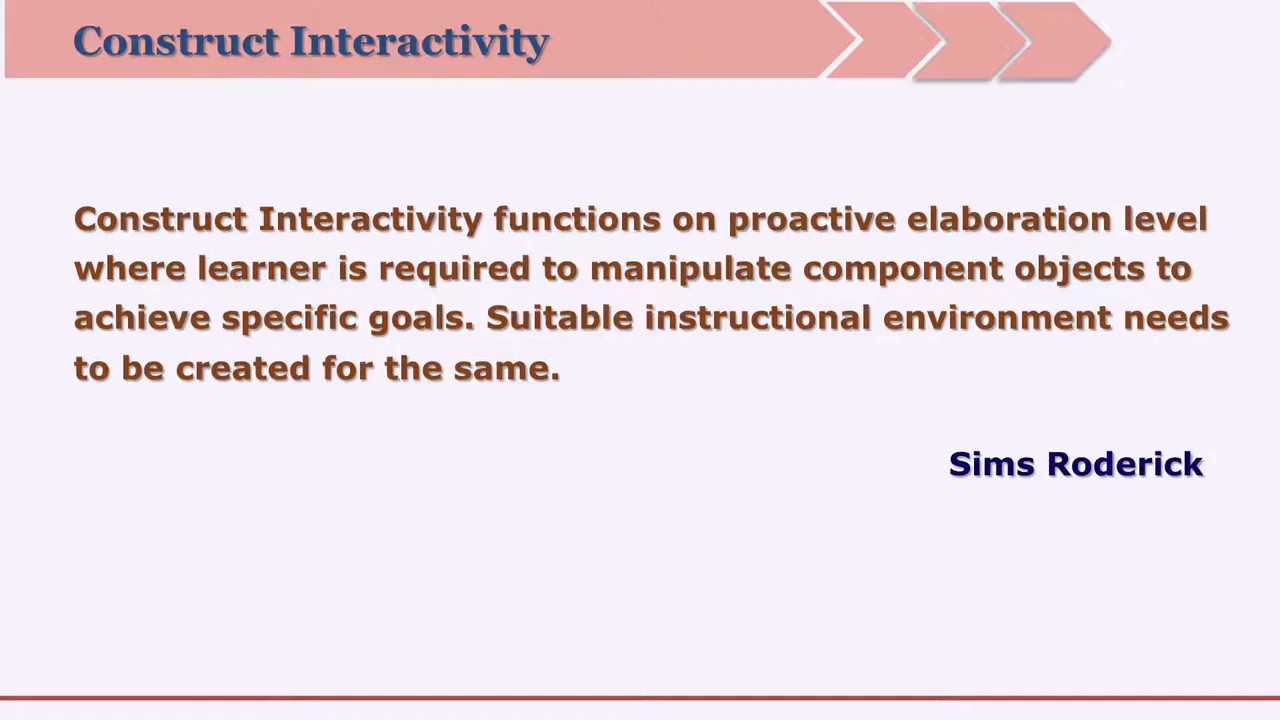 Construct Interactivity
Construct Interactivity functions on proactive elaboration level
where learner is required to manipulate component objects to
achieve specific goals. Suitable instructional environment needs
to be created for the same.
Sims Roderick